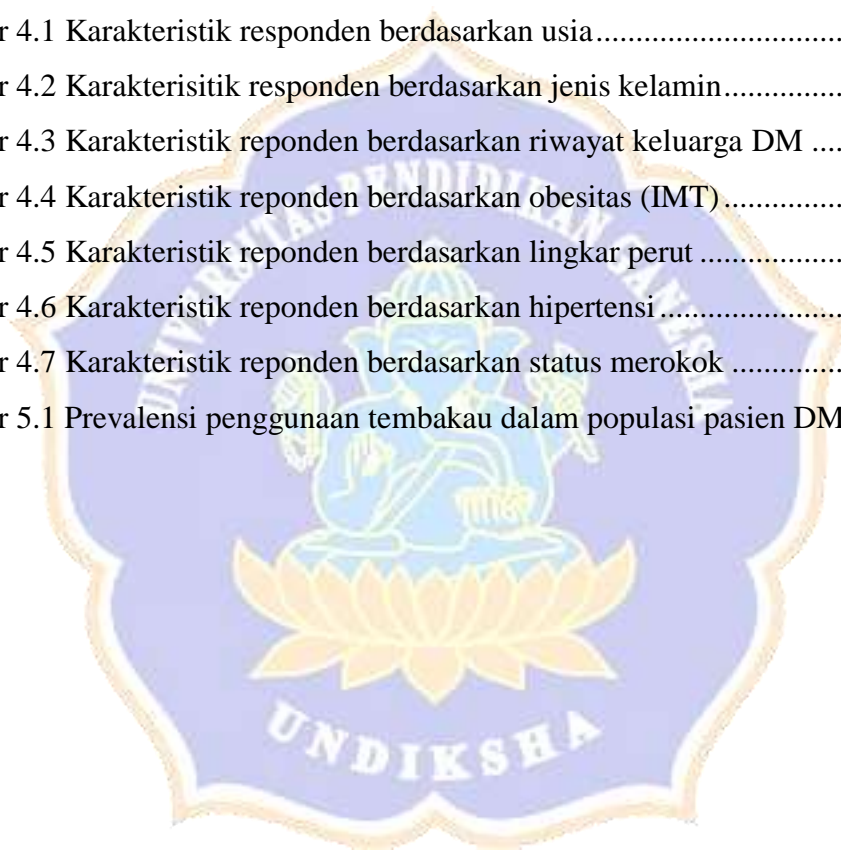 r 4.1 Karakteristik responden berdasarkan usia..............................
r 4.2 Karakterisitik responden berdasarkan jenis kelamin...............
r 4.3 Karakteristik reponden berdasarkan riwayat keluarga DM ....
r 4.4 Karakteristik reponden berdasarkan obesitas (IMT)...............
r 4.5 Karakteristik reponden berdasarkan lingkar perut ..................
r 4.6 Karakteristik reponden berdasarkan hipertensi.......................
r 4.7 Karakteristik reponden berdasarkan status merokok ..............
r 5.1 Prevalensi penggunaan tembakau dalam populasi pasien DM
UNIVERSITAS PENDIDIKAN GANESHA
UNDIKSHA